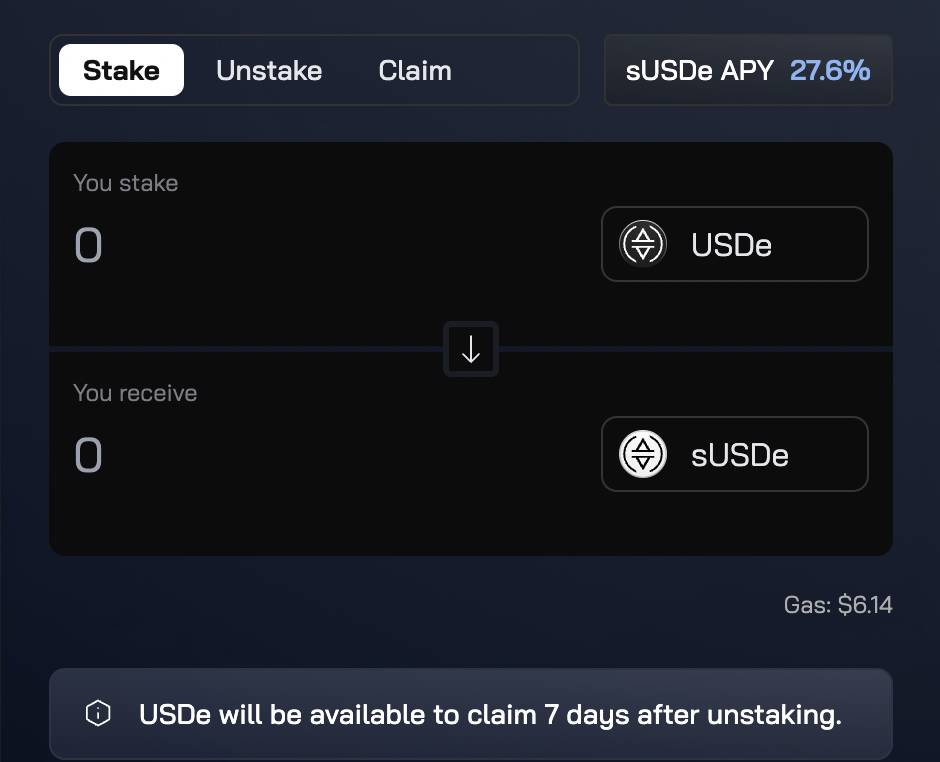 Stake Unstake Claim sUSDe APY 27.6%
You stake
0 USDe
You receive
0 sUSDe
Gas: $6.14
USDe will be available to claim 7 days after unstaking.